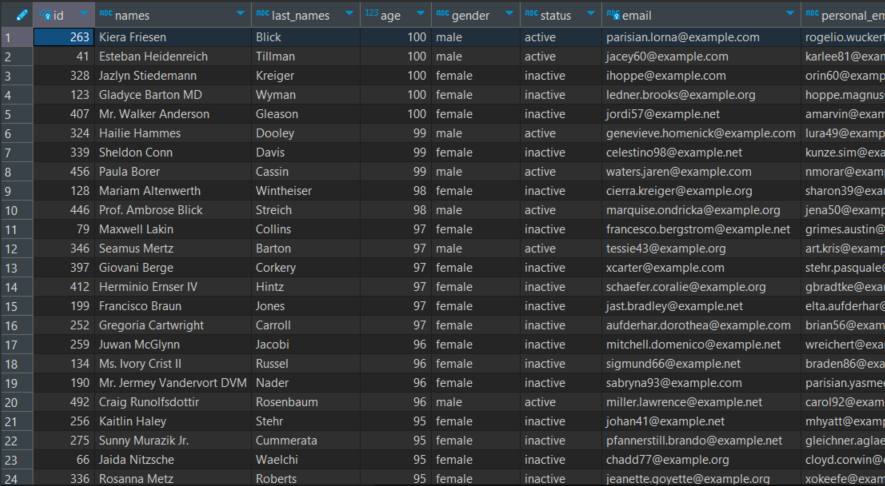 id names last_names age gender status email personal_em
1 263 Kiera Friesen Blick 100 male active parisian.lorna@example.com rogelio.wuckert
2 41 Esteban Heidenreich Tillman 100 male active jacey60@example.com karlee81@example
3 328 Jazlyn Stiedemann Kreiger 100 female inactive ihoppe@example.com orin60@example.
4 123 Gladyce Barton MD Wyman 100 female inactive ledner.brooks@example.org hoppe.magnus
5 407 Mr. Walker Anderson Gleason 100 female inactive jordi57@example.net amarvin@examp
6 324 Hailie Hammes Dooley 99 male active genevieve.homenick@example.com lura49@example
7 339 Sheldon Conn Davis 99 female inactive celestino98@example.net kunze.sim@exam
8 456 Paula Borer Cassin 99 male active waters.jaren@example.com nmorar@exam
9 128 Mariam Altenwerth Wintheiser 98 female inactive cierra.kreiger@example.org sharon39@exam
10 446 Prof. Ambrose Blick Streich 98 male active marquise.ondricka@example.org jena50@example
11 79 Maxwell Lakin Collins 97 female inactive francesco.bergstrom@example.net grimes.austin@
12 346 Seamus Mertz Barton 97 male active tessie43@example.org art.kris@exampl
13 397 Giovani Berge Corkery 97 female inactive xcarter@example.com stehr.pasquale@
14 412 Herminio Ernser IV Hintz 97 female inactive schaefer.coralie@example.org gbradtke@exam
15 199 Francisco Braun Jones 97 female inactive jast.bradley@example.net elta.aufderhar@
16 252 Gregoria Cartwright Carroll 97 female inactive aufderhar.dorothea@example.com brian56@examp
17 259 Juwan McGlynn Jacobi 96 female inactive mitchell.domenico@example.net wreichert@exam
18 134 Ms. Ivory Crist II Russel 96 female inactive sigmund66@example.net braden86@exam
19 190 Mr. Jermey Vandervort DVM Nader 96 female inactive sabryna93@example.com parisian.yasme
20 492 Craig Runolfsdottir Rosenbaum 96 male active miller.lawrence@example.net carol92@examp
21 256 Kaitlin Haley Stehr 95 female inactive johan41@example.net mhyatt@exampl
22 275 Sunny Murazik Jr. Cummerata 95 female inactive pfannerstill.brando@example.net gleichner.aglae
23 66 Jaida Nitzsche Waelchi 95 female inactive chadd77@example.org cloyd.corwin@e
24 336 Rosanna Metz Roberts 95 female inactive jeanette.goyette@example.org xokeefe@examp